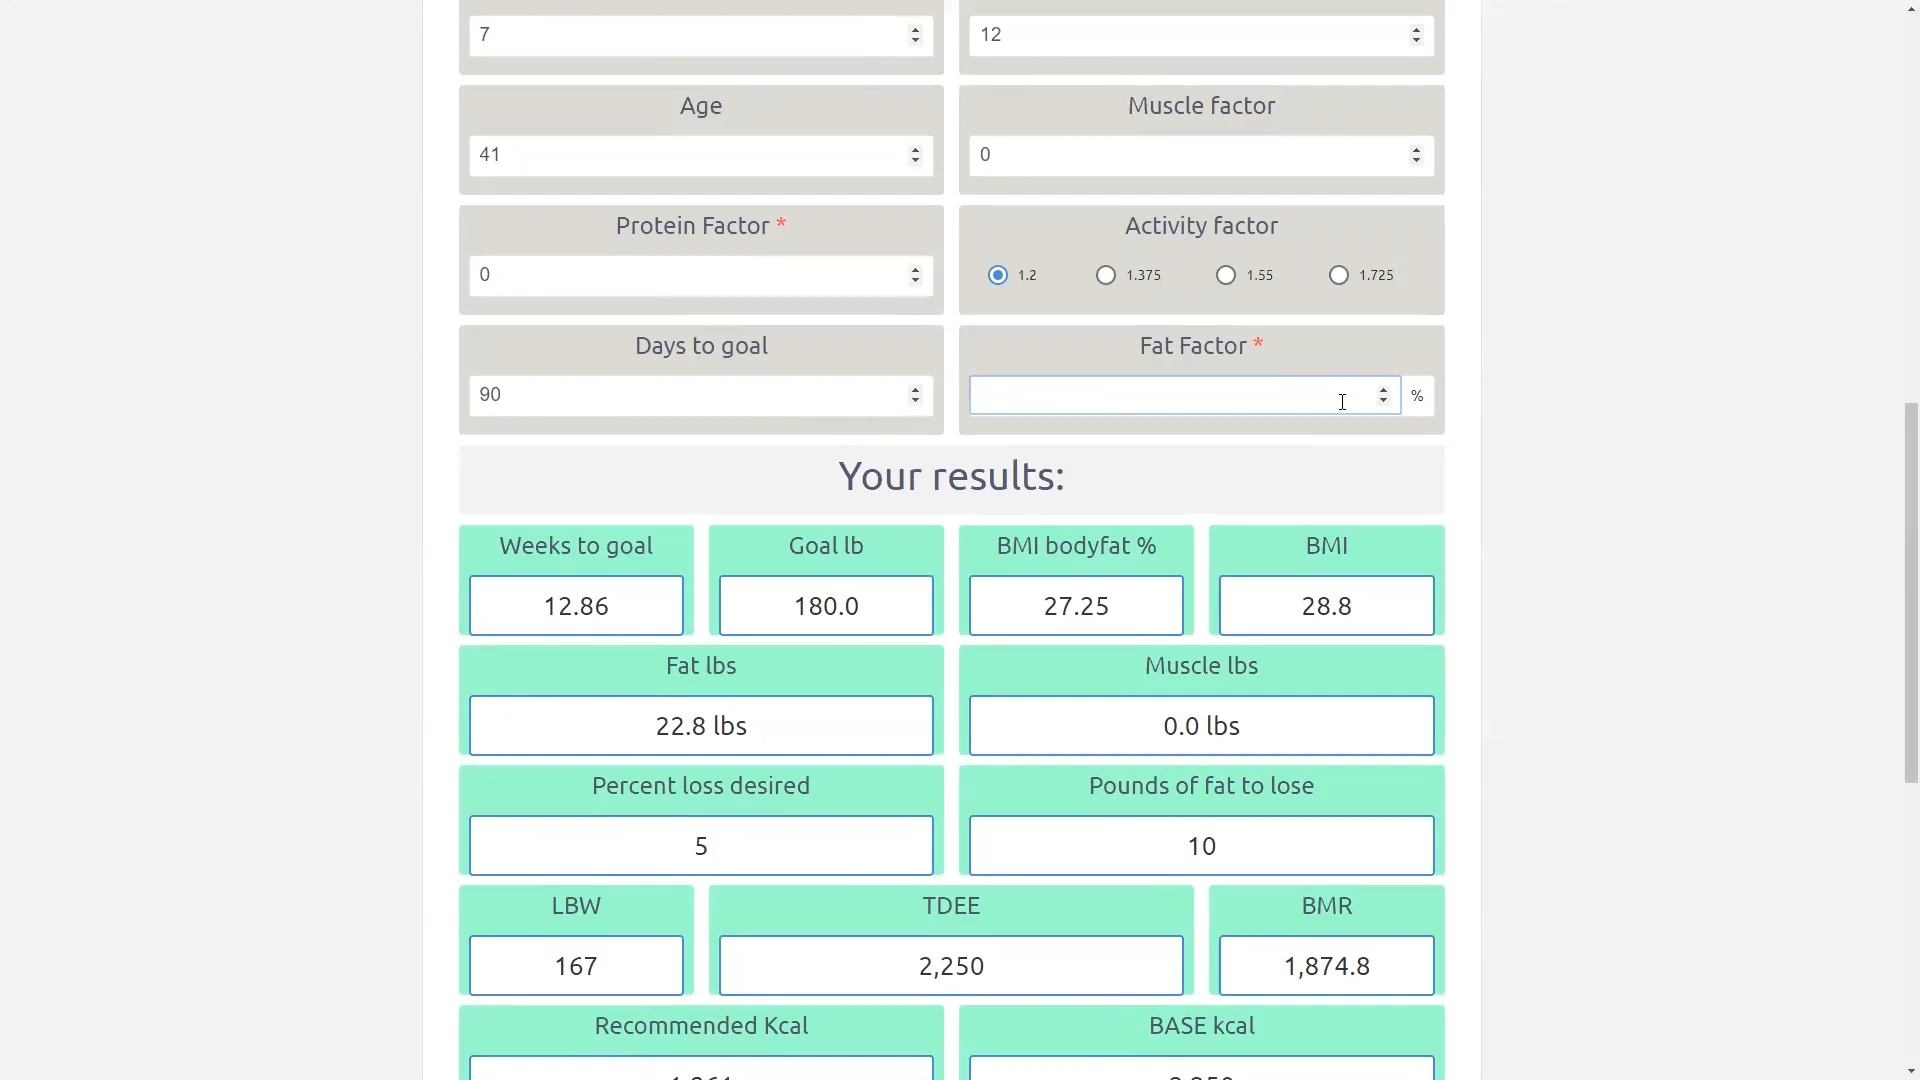 7 12
Age Muscle factor
41 0
Protein Factor * Activity factor
0 1.2 1.375 1.55 1.725
Days to goal Fat Factor *
90 %
Your results:
Weeks to goal Goal lb BMI bodyfat % BMI
12.86 180.0 27.25 28.8
Fat lbs Muscle lbs
22.8 lbs 0.0 lbs
Percent loss desired Pounds of fat to lose
5 10
LBW TDEE BMR
167 2,250 1,874.8
Recommended Kcal BASE kcal